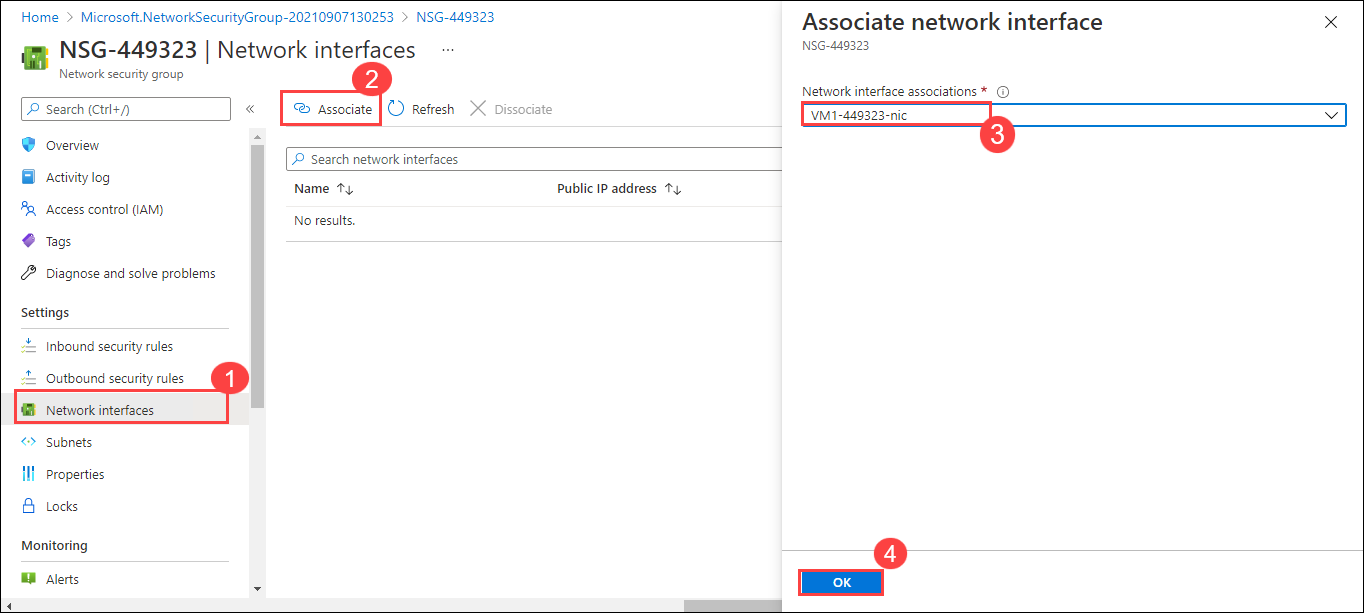 Home > Microsoft.NetworkSecurityGroup-20210907130253 > NSG-449323
NSG-449323 | Network interfaces ...
Network security group
Search (Ctrl+/) «
Overview
Activity log
Access control (IAM)
Tags
Diagnose and solve problems
Settings
Inbound security rules
Outbound security rules
1
Network interfaces
Subnets
Properties
Locks
Monitoring
Alerts
2
Associate Refresh Dissociate
Search network interfaces
Name ↑↓ Public IP address ↑↓
No results.
Associate network interface
NSG-449323
Network interface associations *
VM1-449323-nic
3
4
OK